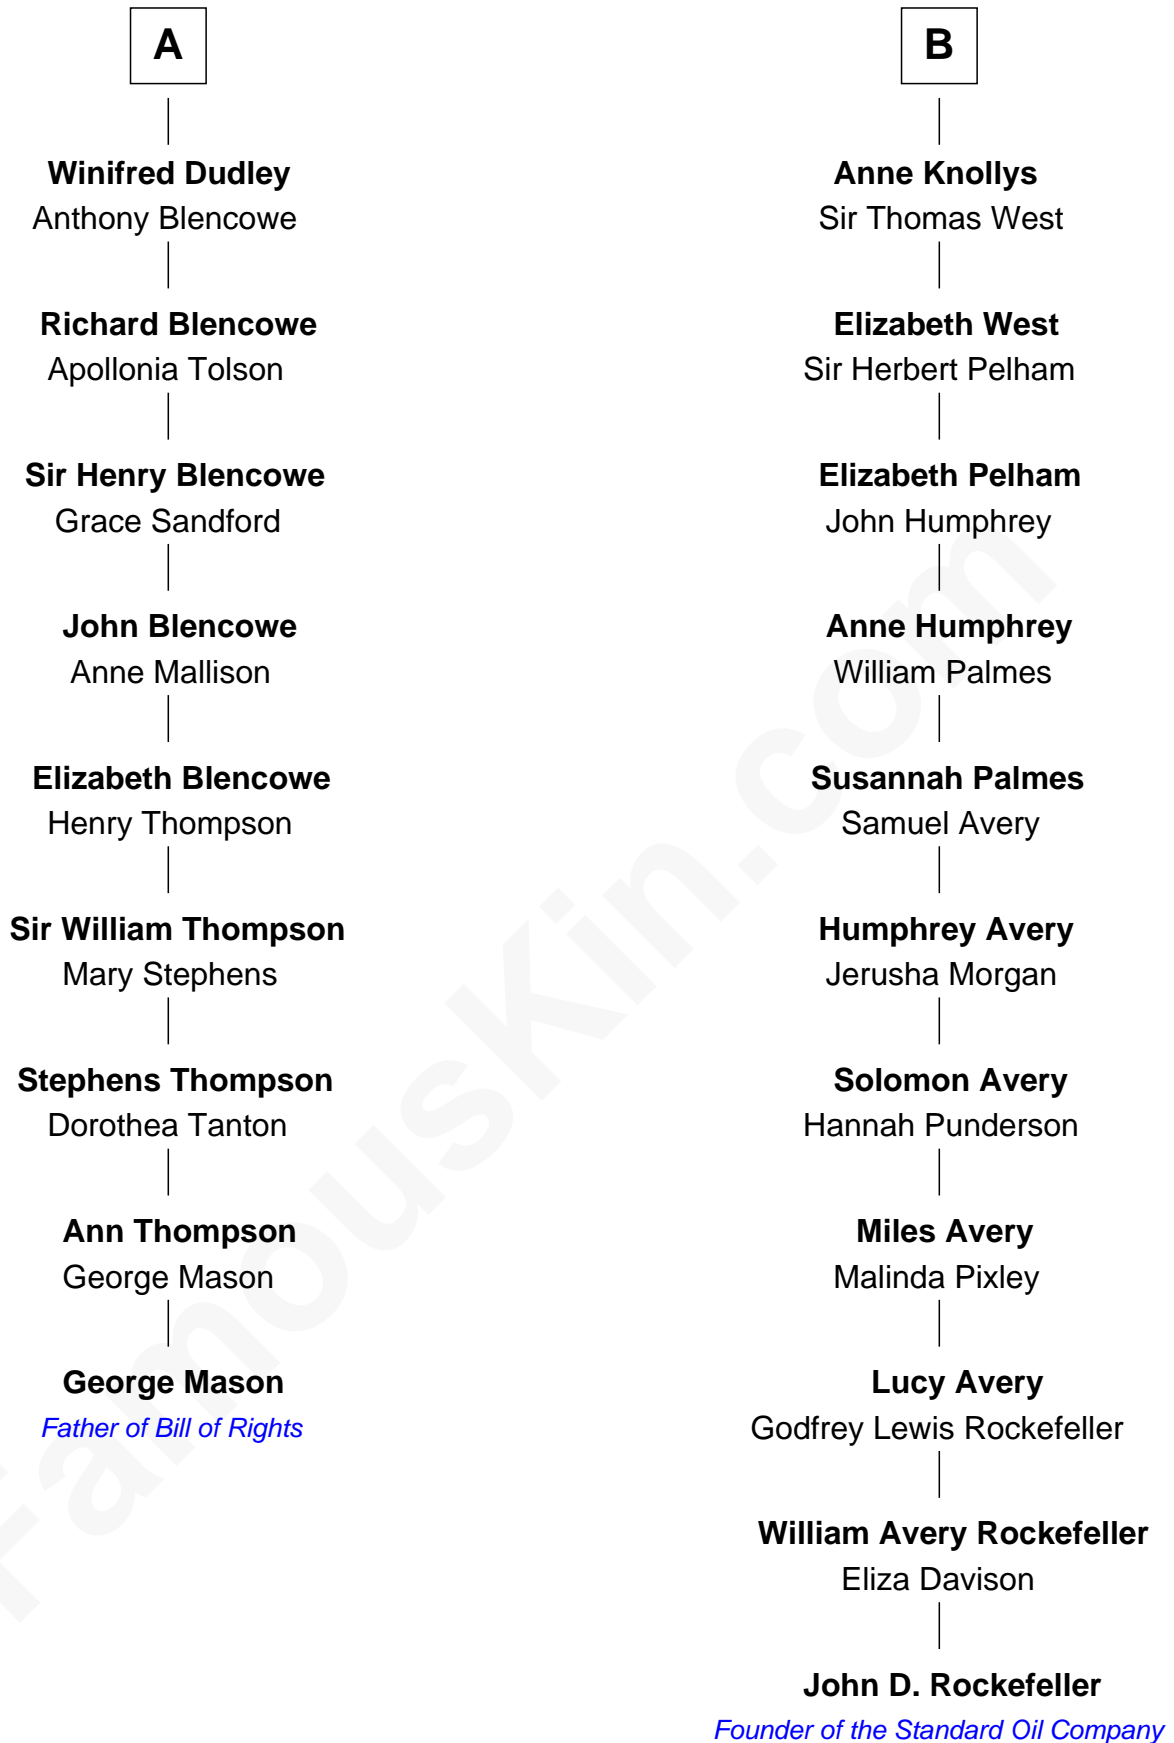 A
Winifred Dudley
Anthony Blencowe
Richard Blencowe
Apollonia Tolson
Sir Henry Blencowe
Grace Sandford
John Blencowe
Anne Mallison
Elizabeth Blencowe
Henry Thompson
Sir William Thompson
Mary Stephens
Stephens Thompson
Dorothea Tanton
Ann Thompson
George Mason
George Mason
Father of Bill of Rights
B
Anne Knollys
Sir Thomas West
Elizabeth West
Sir Herbert Pelham
Elizabeth Pelham
John Humphrey
Anne Humphrey
William Palmes
Susannah Palmes
Samuel Avery
Humphrey Avery
Jerusha Morgan
Solomon Avery
Hannah Punderson
Miles Avery
Malinda Pixley
Lucy Avery
Godfrey Lewis Rockefeller
William Avery Rockefeller
Eliza Davison
John D. Rockefeller
Founder of the Standard Oil Company
FamousKin.com